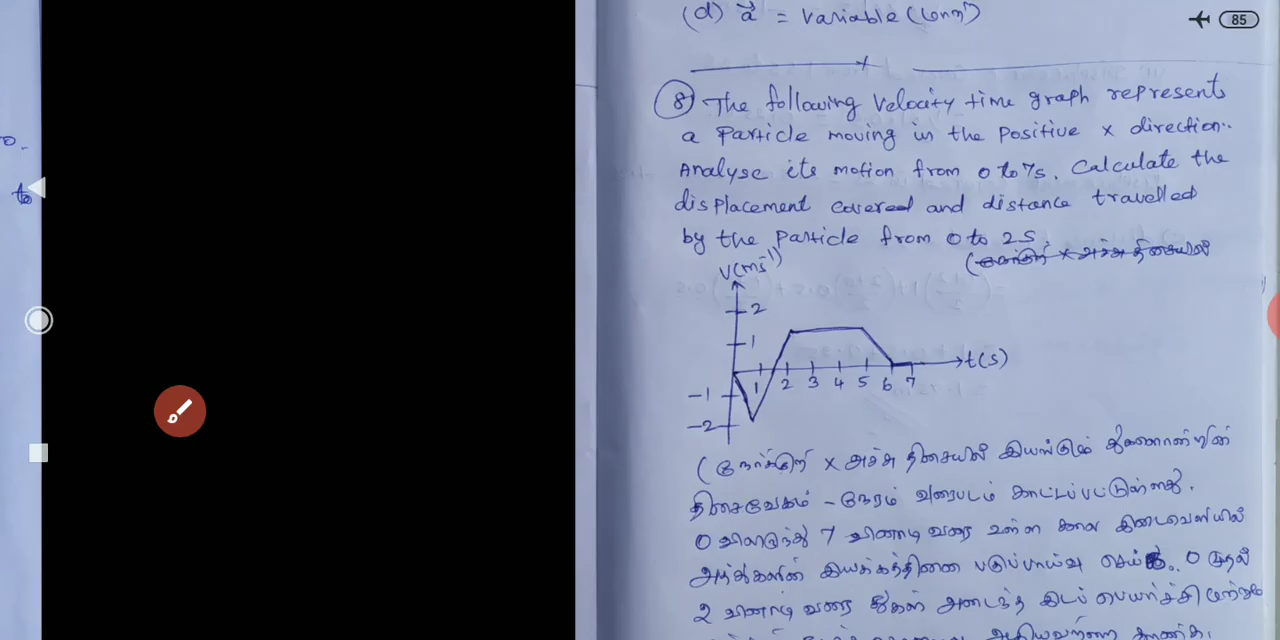 (d) a⃗ = variable (
85
to
(8) The following Velocity time graph represents
a particle moving in the positive x direction.
Analyse its motion from 0 to 7s. Calculate the
displacement covered and distance travelled
by the particle from 0 to 2s
V(ms⁻¹)
(நேர்க்குறி x அச்சு திசையில்
2
1
1 2 3 4 5 6 7
t(s)
-1
-2
(நேர்க்குறி x அச்சு திசையில் இயங்கும் துகளொன்றின்
திசைவேகம் - நேரம் வரைபடம் காட்டப்பட்டுள்ளது.
0 விலிருந்து 7 வினாடி வரை உள்ள கால இடைவெளியில்
துகளின் இயக்கத்தினை பகுப்பாய்வு செய்க. 0 முதல்
2 வினாடி வரை துகள் அடைந்த இடப் பெயர்ச்சி மற்றும்